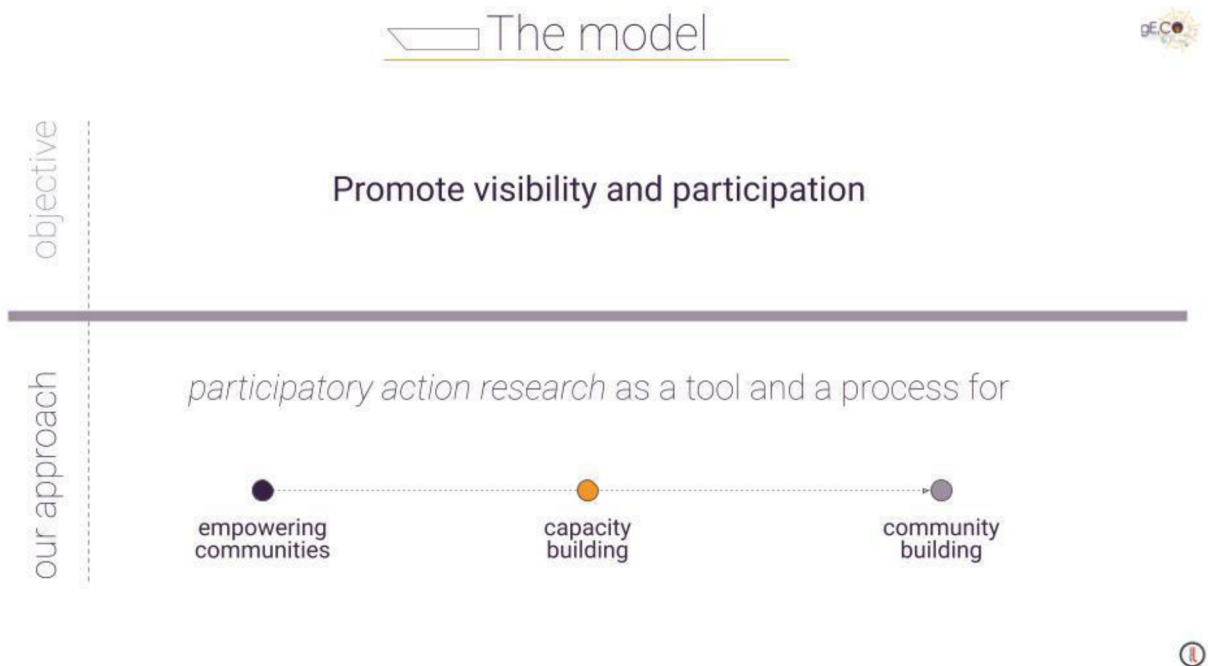 The model
gE.CO
objective
Promote visibility and participation
our approach
participatory action research as a tool and a process for
empowering
communities
capacity
building
community
building